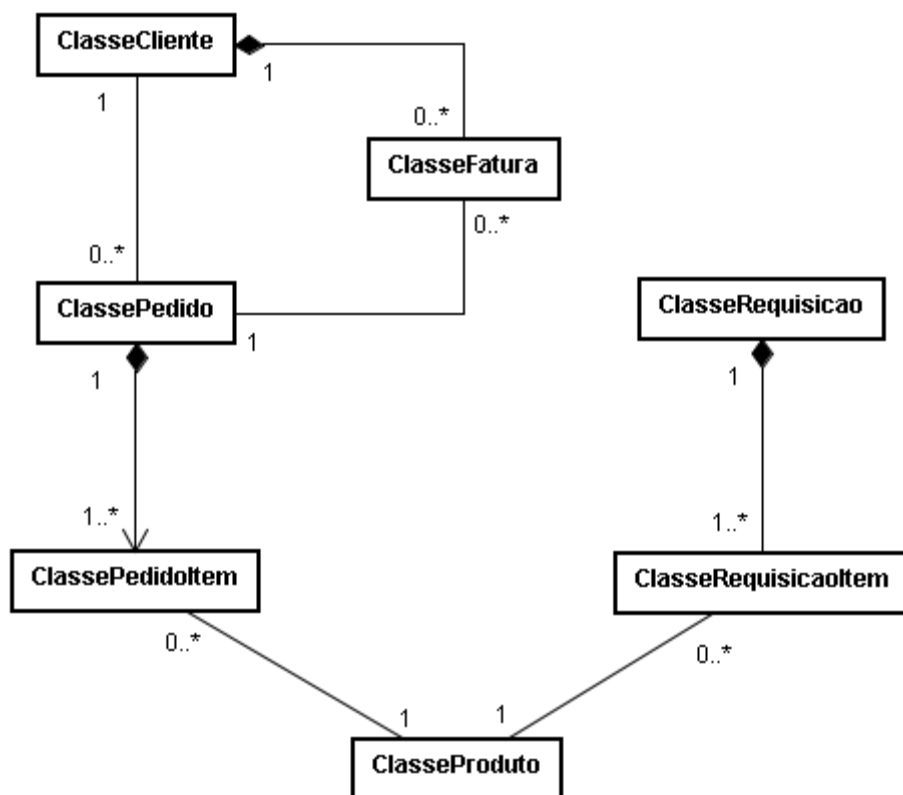 ClasseCliente
1
1
0..*
ClasseFatura
0..*
0..*
ClassePedido
1
1
ClasseRequisicao
1
1..*
1..*
ClassePedidoItem
ClasseRequisicaoItem
0..*
0..*
1
1
ClasseProduto